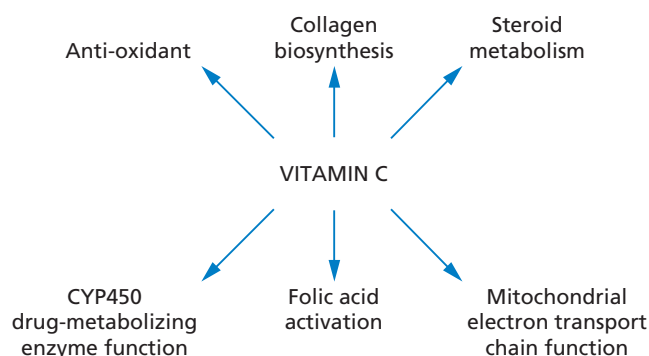 Anti-oxidant
Collagen
biosynthesis
Steroid
metabolism
VITAMIN C
CYP450
drug-metabolizing
enzyme function
Folic acid
activation
Mitochondrial
electron transport
chain function